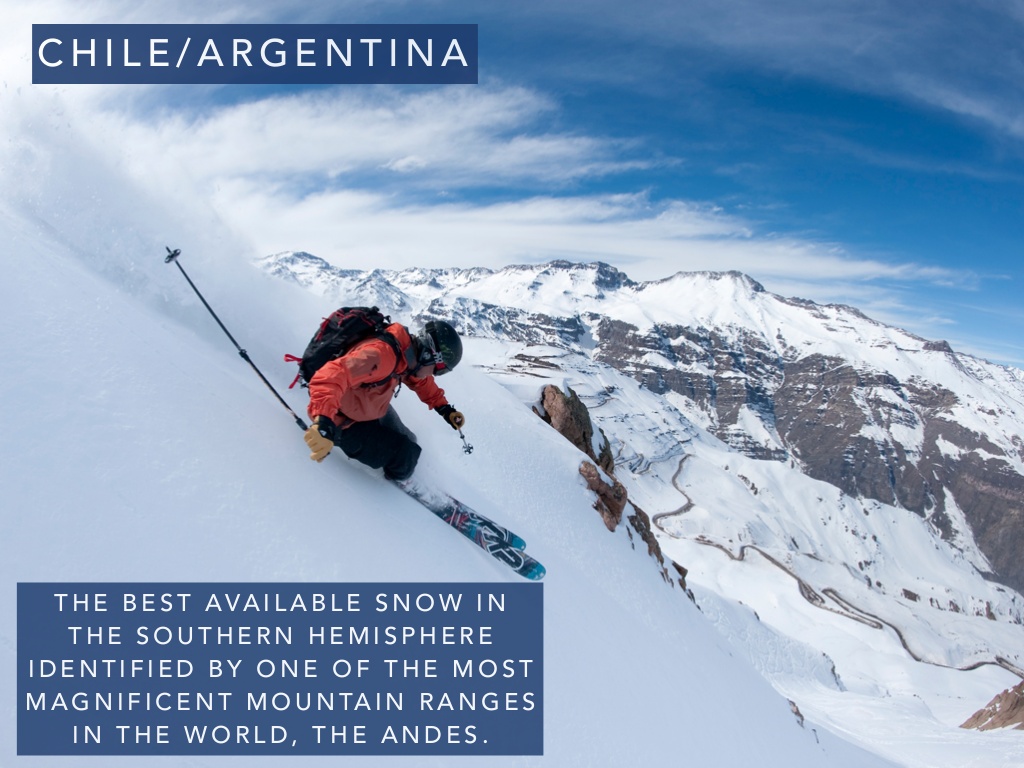 CHILE/ARGENTINA
THE BEST AVAILABLE SNOW IN
THE SOUTHERN HEMISPHERE
IDENTIFIED BY ONE OF THE MOST
MAGNIFICENT MOUNTAIN RANGES
IN THE WORLD, THE ANDES.